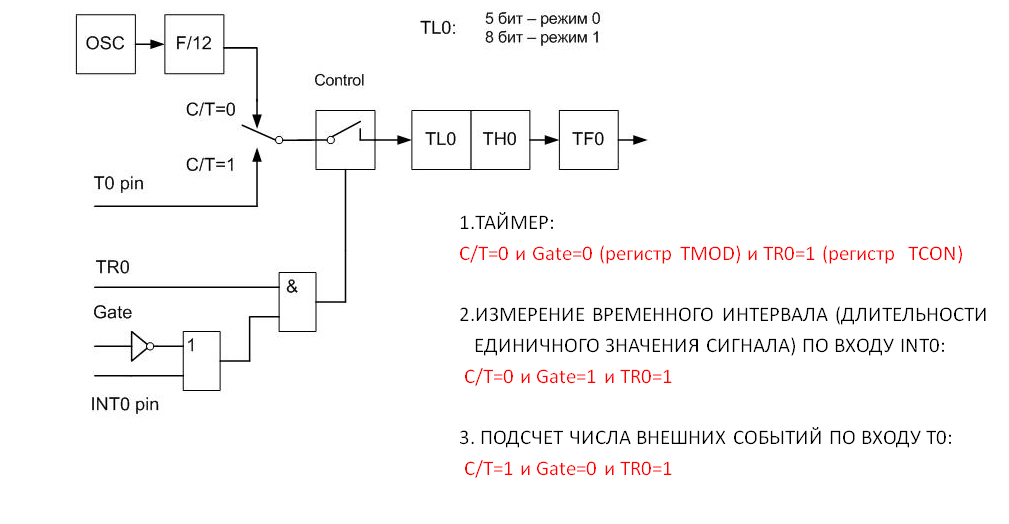 OSC
F/12
TL0:
5 бит – режим 0
8 бит – режим 1
Control
C/T=0
C/T=1
TL0
TH0
TF0
T0 pin
TR0
&
Gate
1
INT0 pin
1.ТАЙМЕР:
C/T=0 и Gate=0 (регистр TMOD) и TR0=1 (регистр TCON)
2.ИЗМЕРЕНИЕ ВРЕМЕННОГО ИНТЕРВАЛА (ДЛИТЕЛЬНОСТИ
ЕДИНИЧНОГО ЗНАЧЕНИЯ СИГНАЛА) ПО ВХОДУ INT0:
C/T=0 и Gate=1 и TR0=1
3. ПОДСЧЕТ ЧИСЛА ВНЕШНИХ СОБЫТИЙ ПО ВХОДУ T0:
C/T=1 и Gate=0 и TR0=1